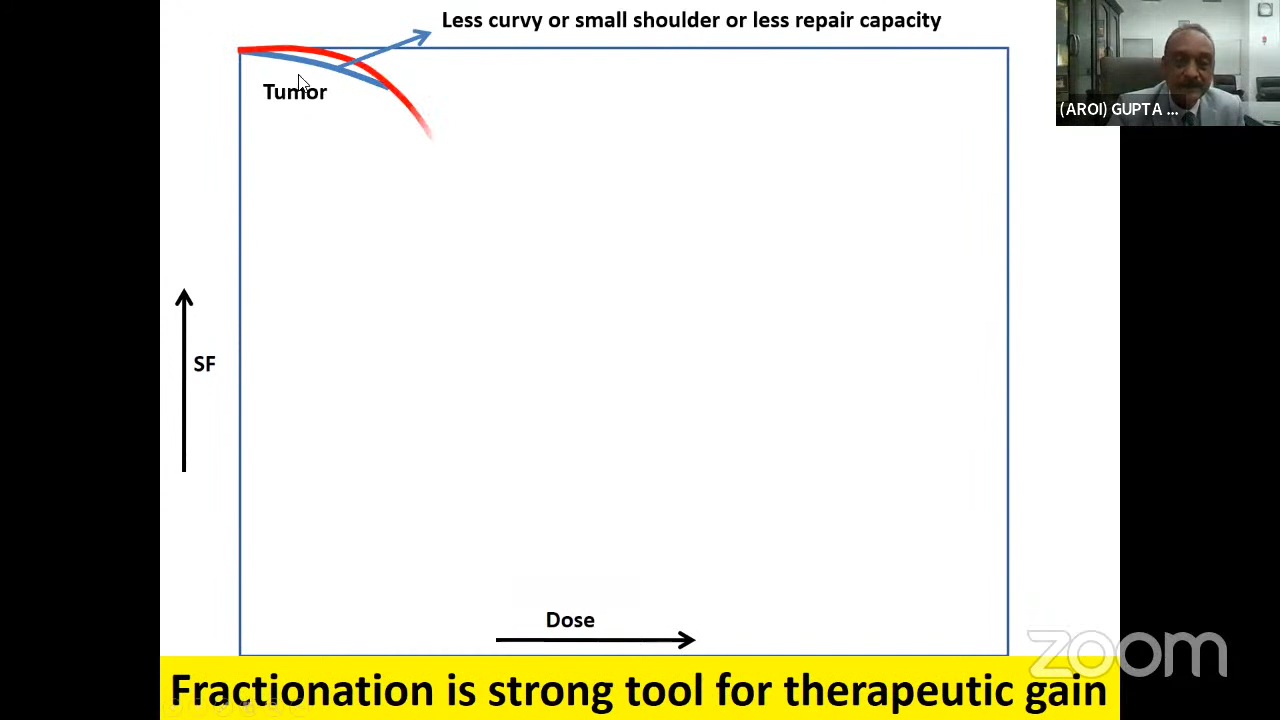 Less curvy or small shoulder or less repair capacity
(AROI) GUPTA ...
Tumor
SF
Dose
zoom
Fractionation is strong tool for therapeutic gain